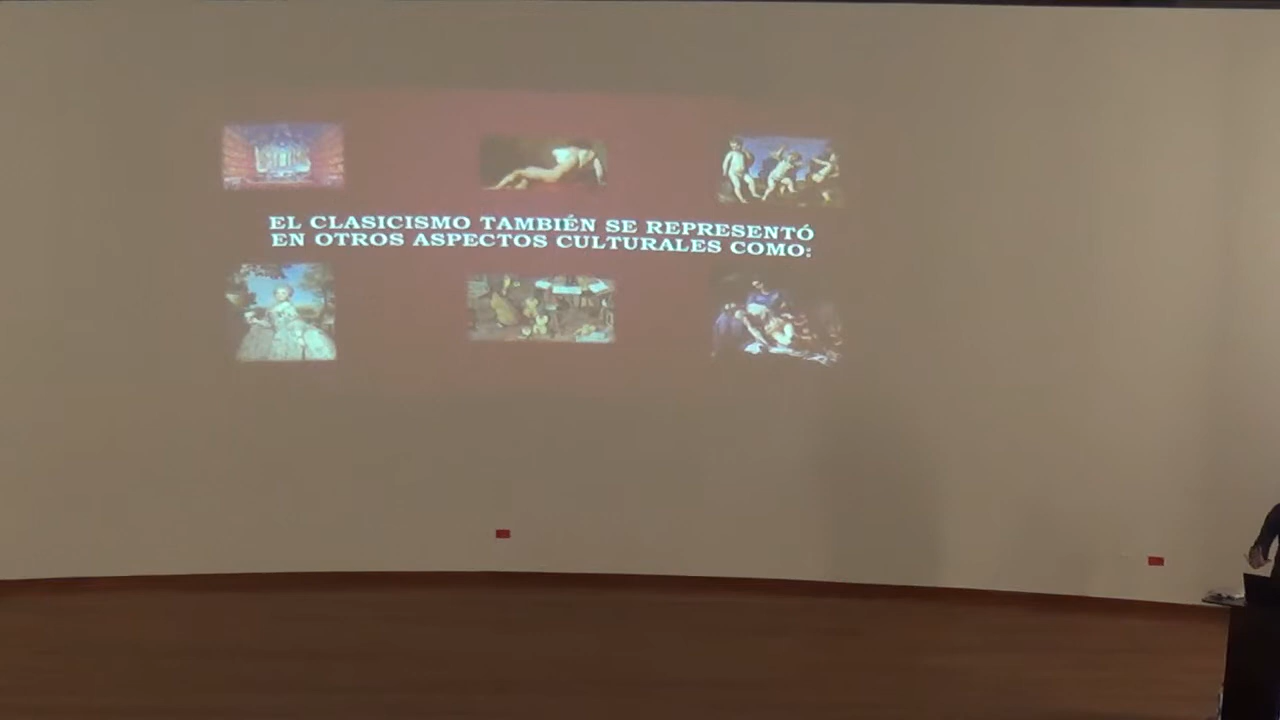 EL CLASICISMO TAMBIÉN SE REPRESENTÓ
EN OTROS ASPECTOS CULTURALES COMO: